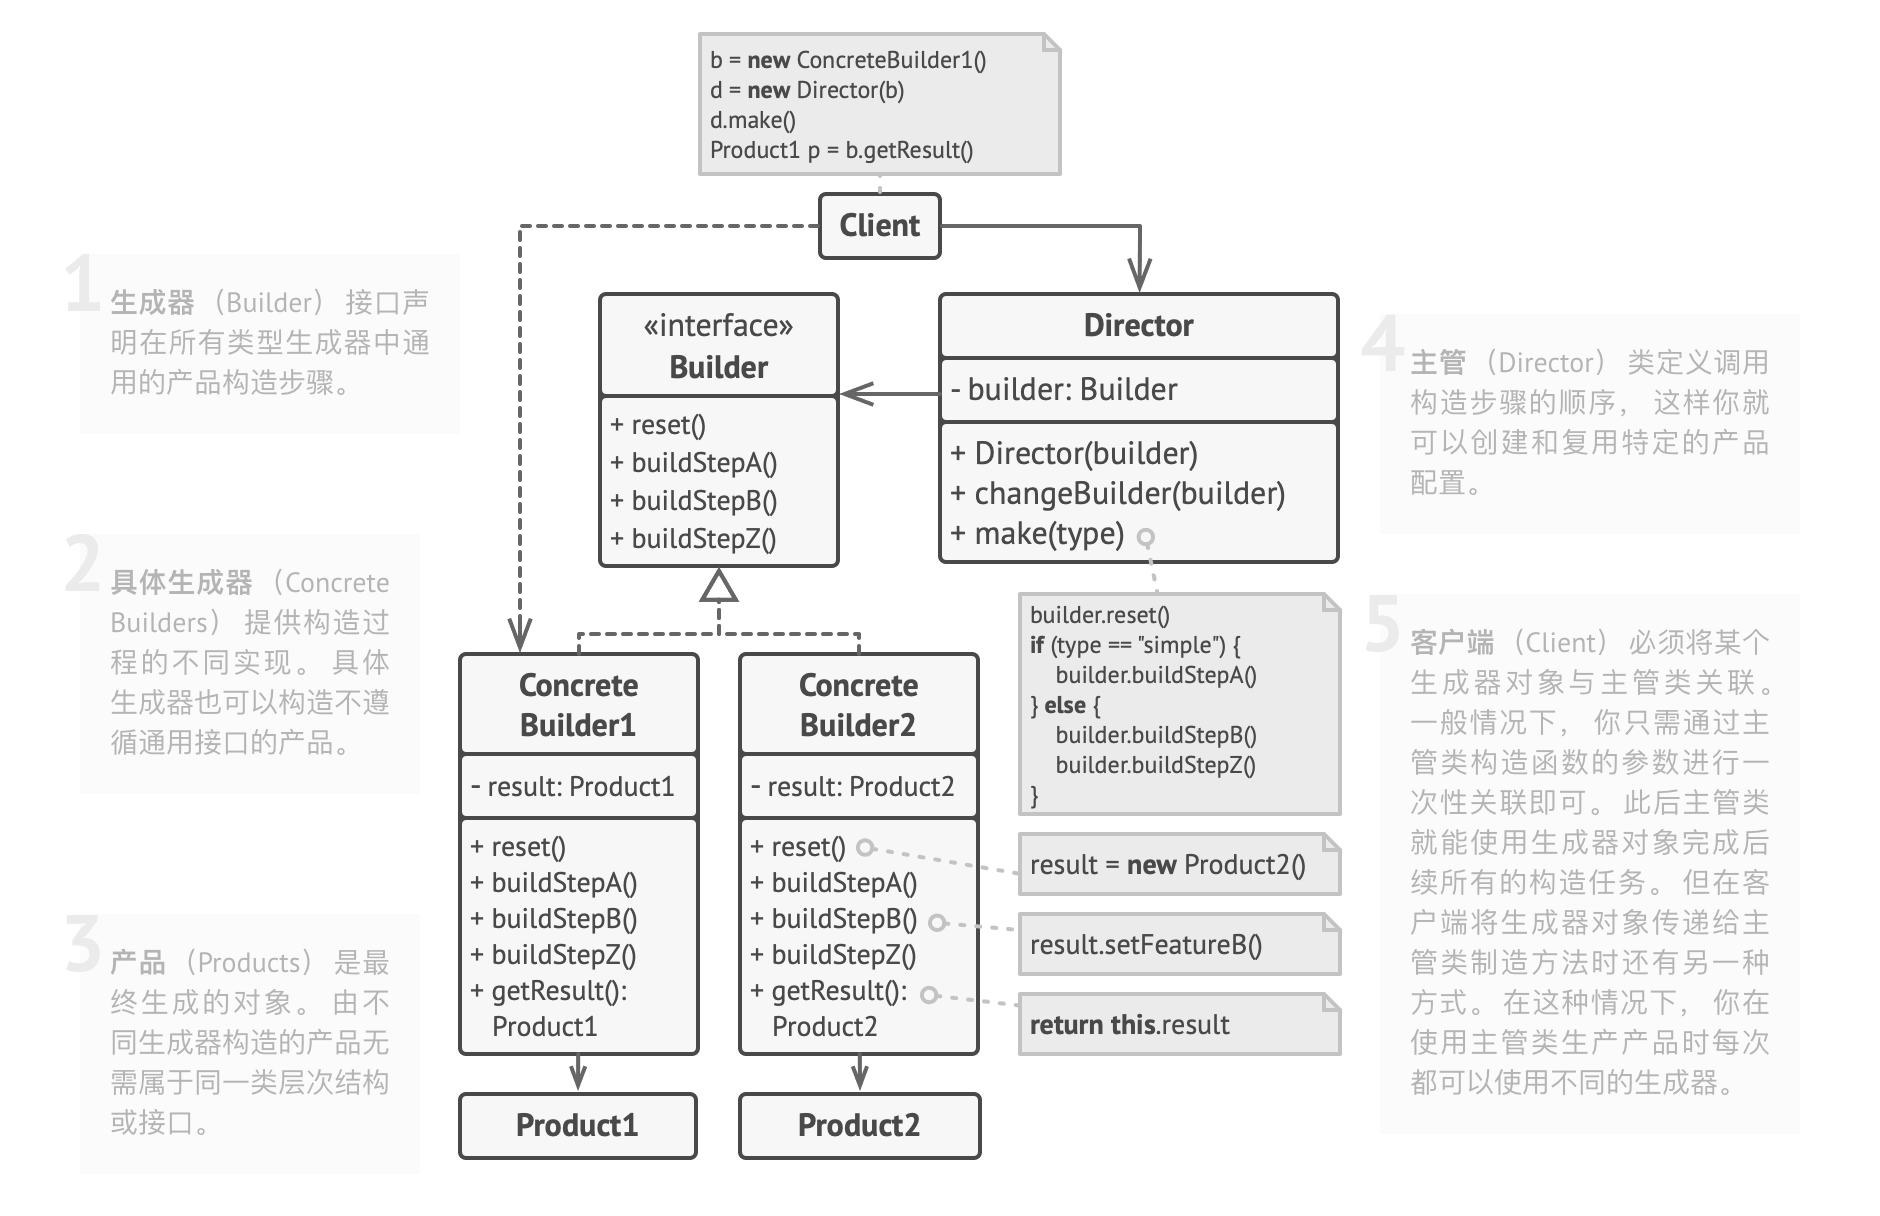 b = new ConcreteBuilder1()
d = new Director(b)
d.make()
Product1 p = b.getResult()
Client
1
生成器（Builder）接口声
明在所有类型生成器中通
用的产品构造步骤。
«interface»
Builder
+ reset()
+ buildStepA()
+ buildStepB()
+ buildStepZ()
Director
- builder: Builder
+ Director(builder)
+ changeBuilder(builder)
+ make(type)
4
主管（Director）类定义调用
构造步骤的顺序， 这样你就
可以创建和复用特定的产品
配置。
2
具体生成器（Concrete
Builders）提供构造过
程的不同实现。 具体
生成器也可以构造不遵
循通用接口的产品。
builder.reset()
if (type == "simple") {
builder.buildStepA()
} else {
builder.buildStepB()
builder.buildStepZ()
}
Concrete
Builder1
- result: Product1
+ reset()
+ buildStepA()
+ buildStepB()
+ buildStepZ()
+ getResult():
Product1
Concrete
Builder2
- result: Product2
+ reset()
+ buildStepA()
+ buildStepB()
+ buildStepZ()
+ getResult():
Product2
result = new Product2()
result.setFeatureB()
return this.result
5
客户端（Client）必须将某个
生成器对象与主管类关联。
一般情况下， 你只需通过主
管类构造函数的参数进行一
次性关联即可。 此后主管类
就能使用生成器对象完成后
续所有的构造任务。 但在客
户端将生成器对象传递给主
管类制造方法时还有另一种
方式。 在这种情况下， 你在
使用主管类生产产品时每次
都可以使用不同的生成器。
3
产品（Products）是最
终生成的对象。 由不
同生成器构造的产品无
需属于同一类层次结构
或接口。
Product1
Product2